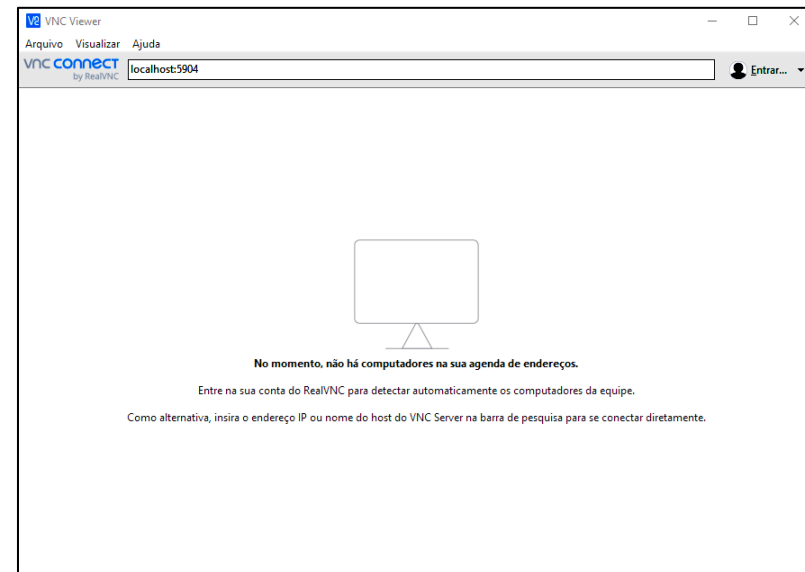 VNC Viewer
Arquivo Visualizar Ajuda
VNC CONNECT
by RealVNC
localhost:5904
Entrar...
No momento, não há computadores na sua agenda de endereços.
Entre na sua conta do RealVNC para detectar automaticamente os computadores da equipe.
Como alternativa, insira o endereço IP ou nome do host do VNC Server na barra de pesquisa para se conectar diretamente.